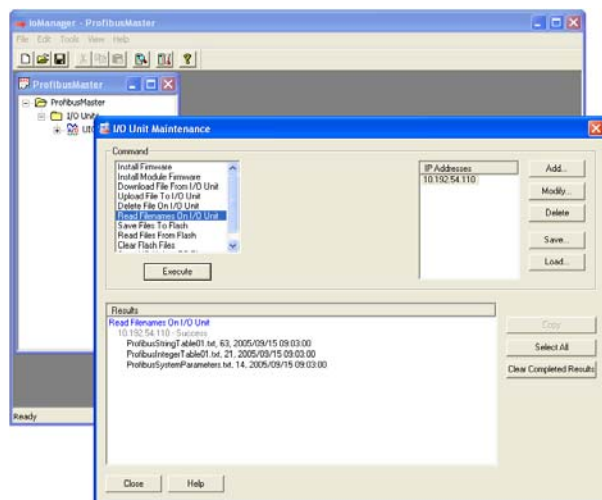 ioManager - ProfibusMaster
File Edit Tools View Help
ProfibusMaster
ProfibusMaster
I/O Units
I/O Unit Maintenance
Command
Install Firmware
Install Module Firmware
Download File From I/O Unit
Upload File To I/O Unit
Delete File On I/O Unit
Read Filenames On I/O Unit
Save Files To Flash
Read Files From Flash
Clear Flash Files
Execute
IP Addresses
10.192.54.110
Add...
Modify...
Delete
Save...
Load...
Results
Read Filenames On I/O Unit
10.192.54.110 - Success
ProfibusStringTable01.txt, 63, 2005/09/15 09:03:00
ProfibusIntegerTable01.txt, 21, 2005/09/15 09:03:00
ProfibusSystemParameters.txt, 14, 2005/09/15 09:03:00
Copy
Select All
Clear Completed Results
Ready
Close
Help